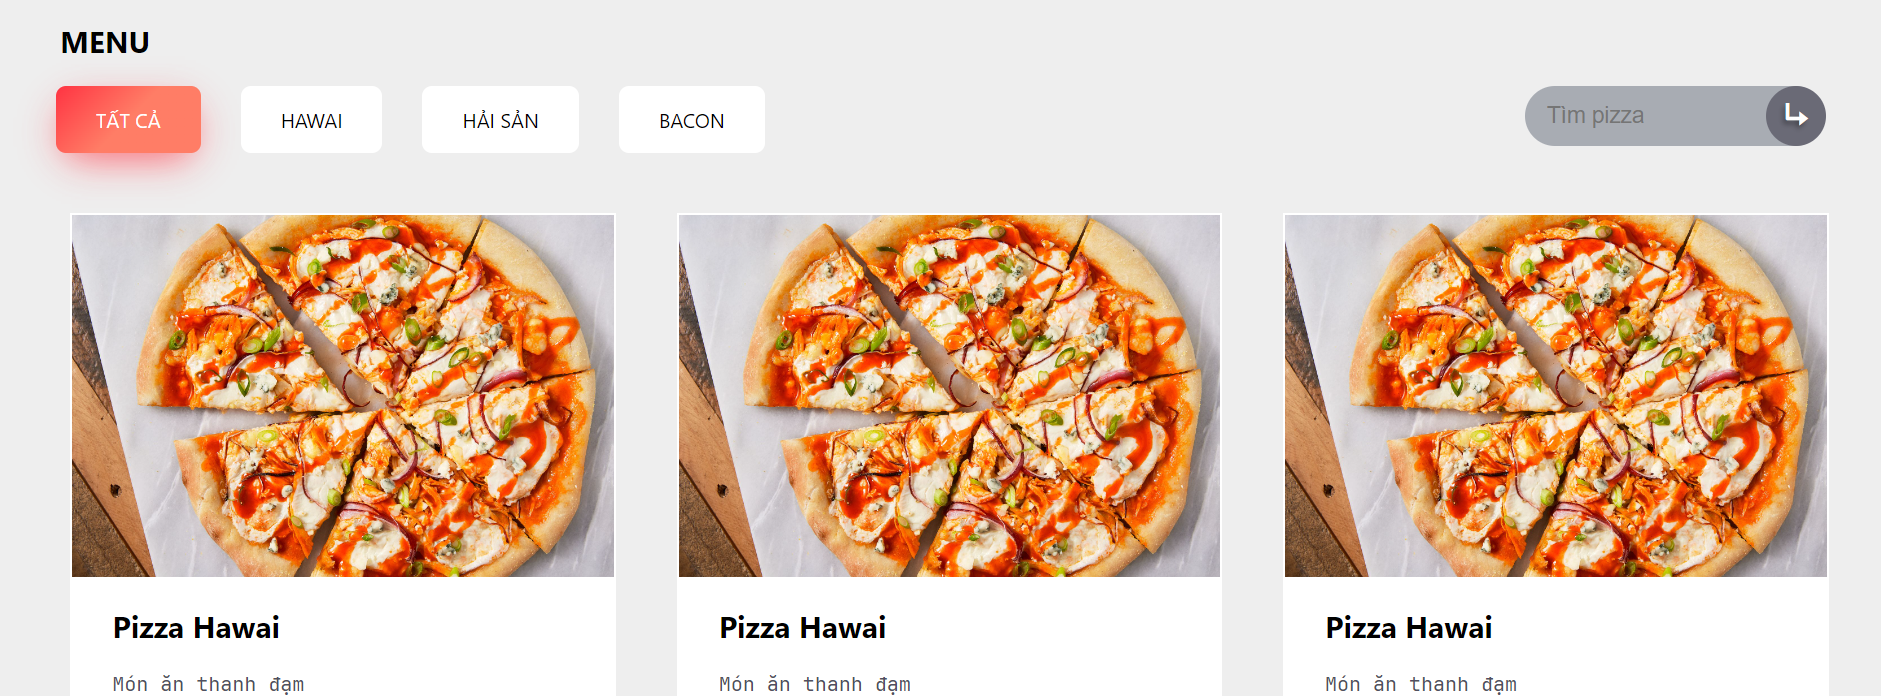 MENU
TẤT CẢ
HAWAI
HẢI SẢN
BACON
Tìm pizza
Pizza Hawai
Món ăn thanh đạm
Pizza Hawai
Món ăn thanh đạm
Pizza Hawai
Món ăn thanh đạm